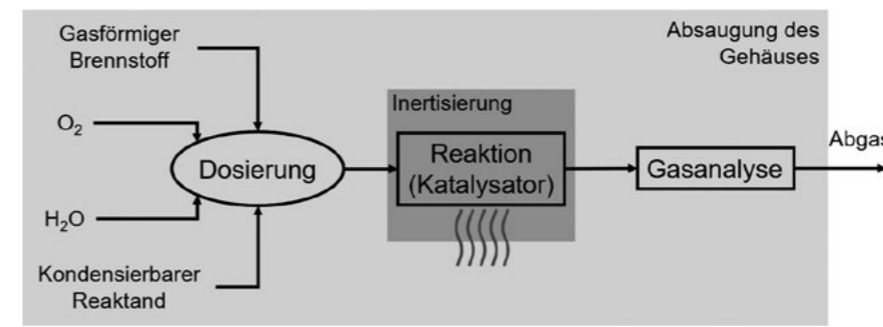 Gasförmiger
Brennstoff
O₂
H₂O
Kondensierbarer
Reaktand
Dosierung
Inertisierung
Reaktion
(Katalysator)
Gasanalyse
Absaugung des
Gehäuses
Abgas